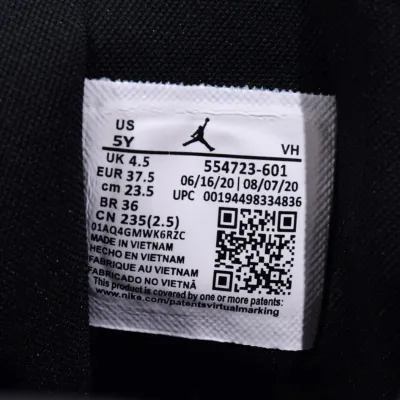 US VH
5Y
UK 4.5 554723-601
EUR 37.5 06/16/20 | 08/07/20
cm 23.5 UPC 00194498334836
BR 36
CN 235(2.5)
01AQ4GMWK6RZC
MADE IN VIETNAM
HECHO EN VIETNAM
FABRIQUE AU VIETNAM
FABRICADO NO VIETNÃ
This product is covered by one or more patents:
www.nike.com/patentsvirtualmarking